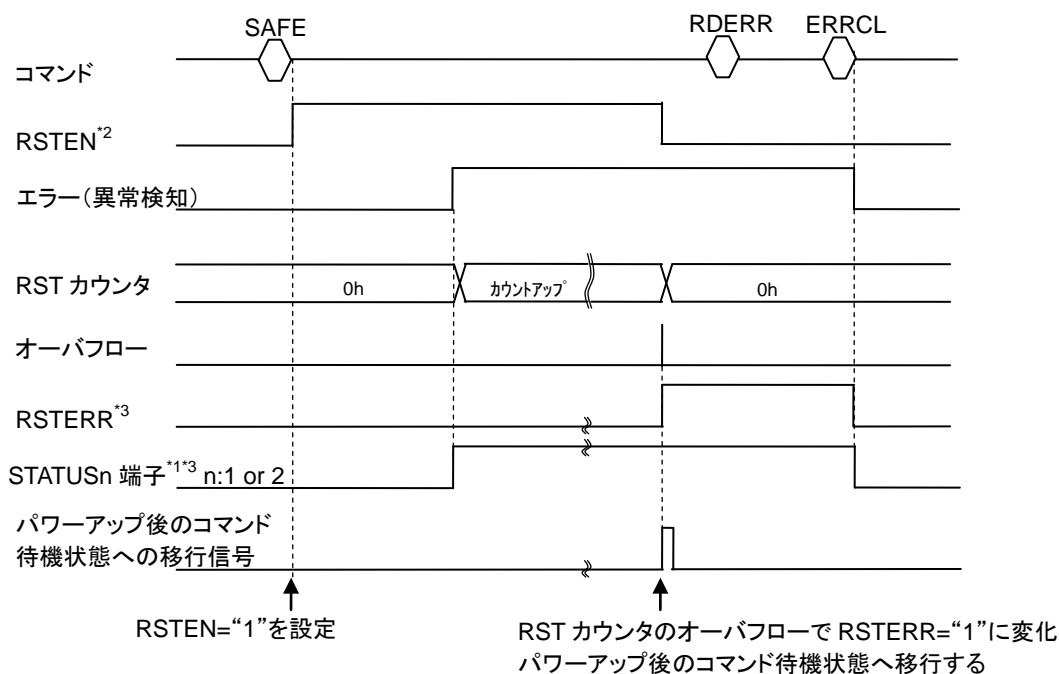 SAFE RDERR ERRCL
コマンド
RSTEN*2
エラー(異常検知)
RST カウンタ 0h カウントアップ 0h
オーバフロー
RSTERR*3
STATUSn 端子*1*3 n:1 or 2
パワーアップ後のコマンド
待機状態への移行信号
RSTEN=“1”を設定
RST カウンタのオーバフローで RSTERR=“1”に変化
パワーアップ後のコマンド待機状態へ移行する